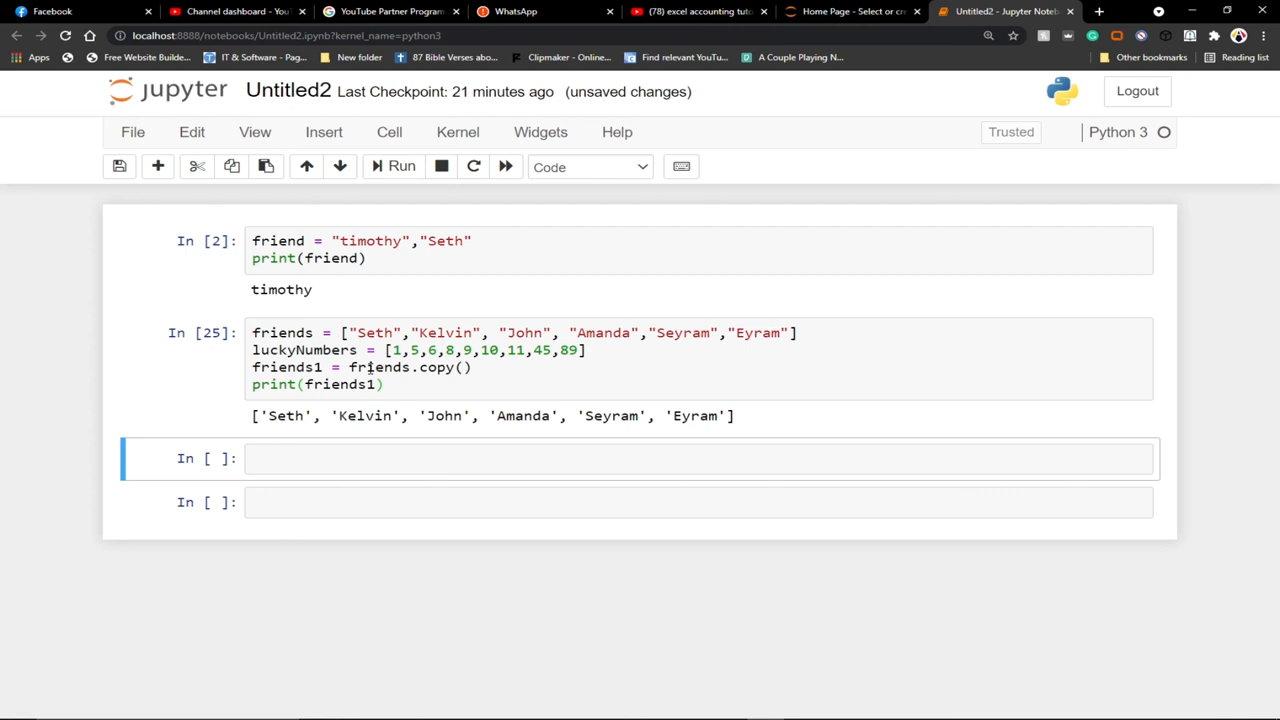 Facebook
Channel dashboard - You
YouTube Partner Program
WhatsApp
(78) excel accounting tuto
Home Page - Select or cr
Untitled2 - Jupyter Noteb
localhost:8888/notebooks/Untitled2.ipynb?kernel_name=python3
Apps
Free Website Builde...
IT & Software - Pag...
New folder
87 Bible Verses abo...
Clipmaker - Online...
Find relevant YouTu...
A Couple Playing N...
Other bookmarks
Reading list
jupyter Untitled2 Last Checkpoint: 21 minutes ago (unsaved changes)
Logout
File Edit View Insert Cell Kernel Widgets Help
Trusted
Python 3
Run
Code
In [2]: friend = "timothy","Seth"
print(friend)
timothy
In [25]: friends = ["Seth","Kelvin", "John", "Amanda","Seyram","Eyram"]
luckyNumbers = [1,5,6,8,9,10,11,45,89]
friends1 = friends.copy()
print(friends1)
['Seth', 'Kelvin', 'John', 'Amanda', 'Seyram', 'Eyram']
In [ ]:
In [ ]: